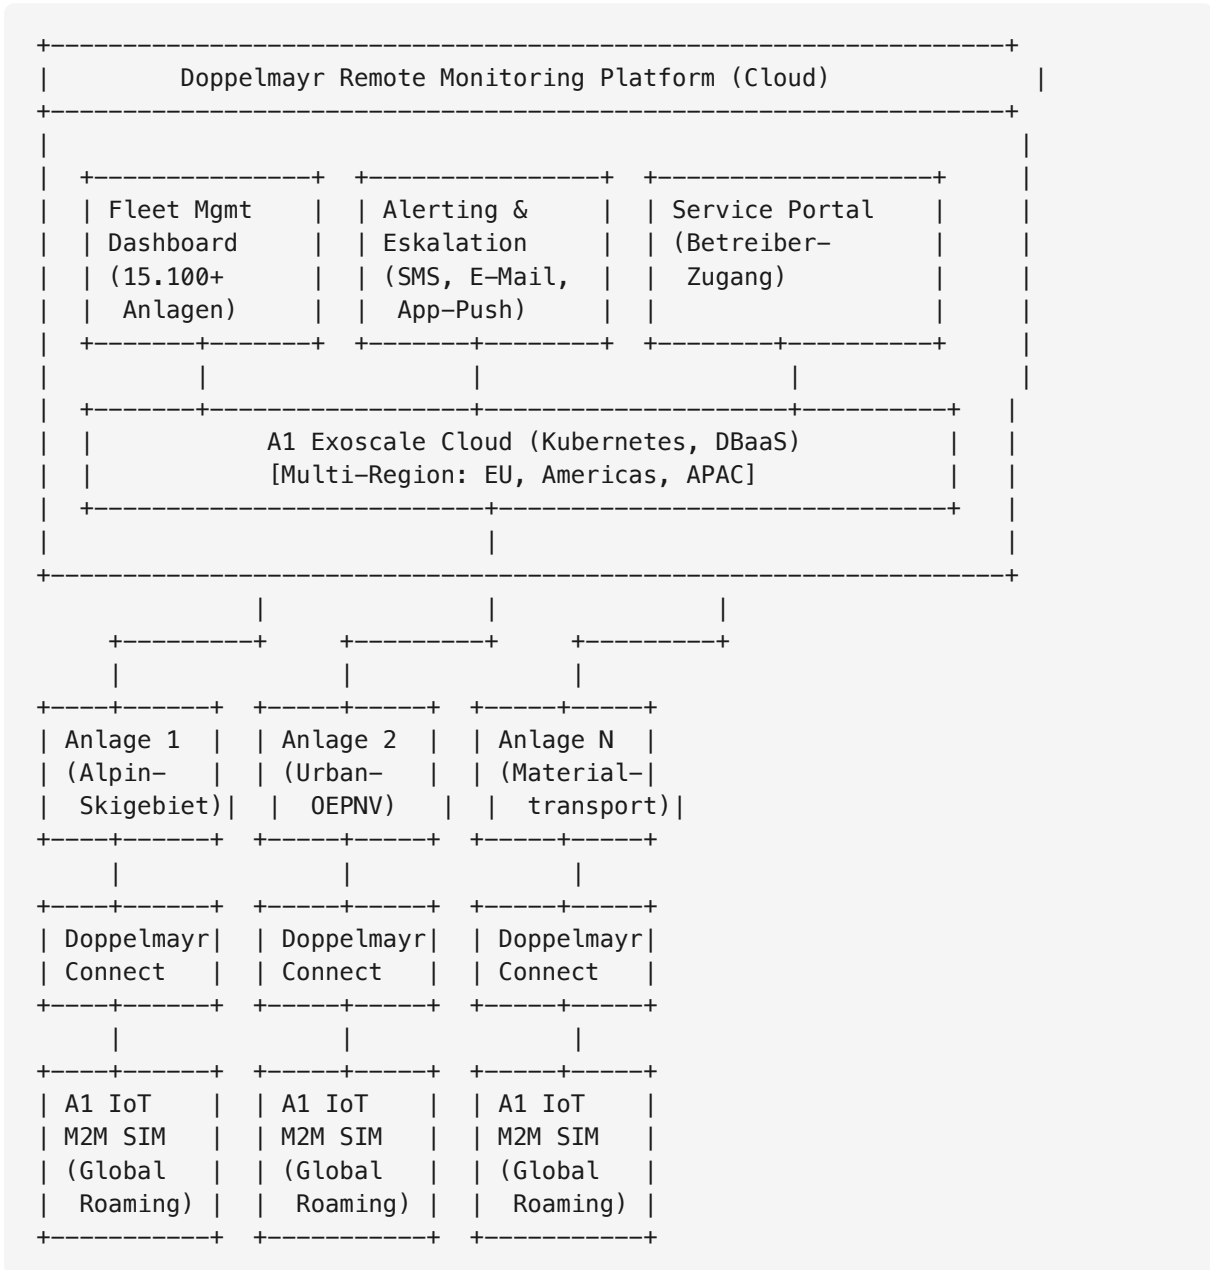 Doppelmayr Remote Monitoring Platform (Cloud)
Fleet Mgmt Alerting & Service Portal
Dashboard Eskalation (Betreiber-
(15.100+ (SMS, E-Mail, Zugang)
Anlagen) App-Push)
A1 Exoscale Cloud (Kubernetes, DBaaS)
[Multi-Region: EU, Americas, APAC]
Anlage 1 Anlage 2 Anlage N
(Alpin- (Urban- (Material-
Skigebiet) OEPNV) transport)
Doppelmayr Doppelmayr Doppelmayr
Connect Connect Connect
A1 IoT A1 IoT A1 IoT
M2M SIM M2M SIM M2M SIM
(Global (Global (Global
Roaming) Roaming) Roaming)